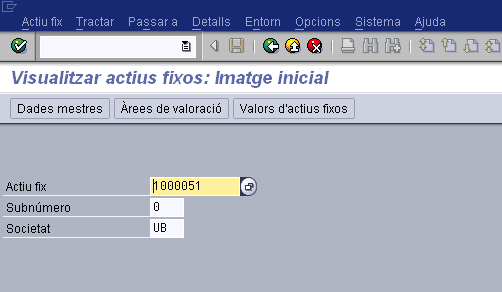 Actiu fix Tractar Passar a Detalls Entorn Opcions Sistema Ajuda
Visualitzar actius fixos: Imatge inicial
Dades mestres Àrees de valoració Valors d'actius fixos
Actiu fix 1000051
Subnúmero 0
Societat UB